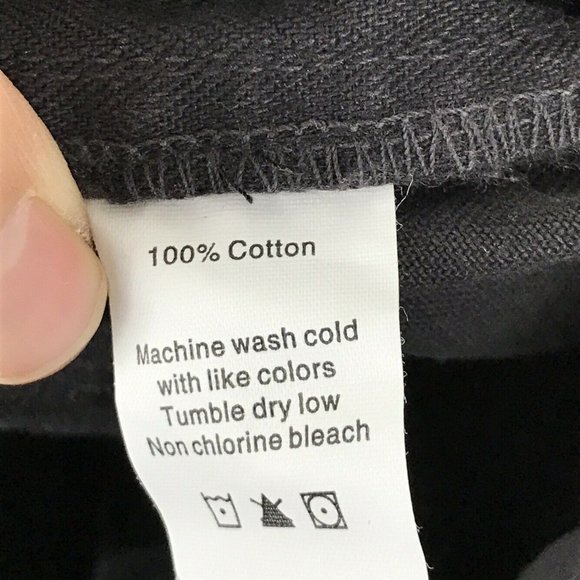 100% Cotton
Machine wash cold
with like colors
Tumble dry low
Non chlorine bleach